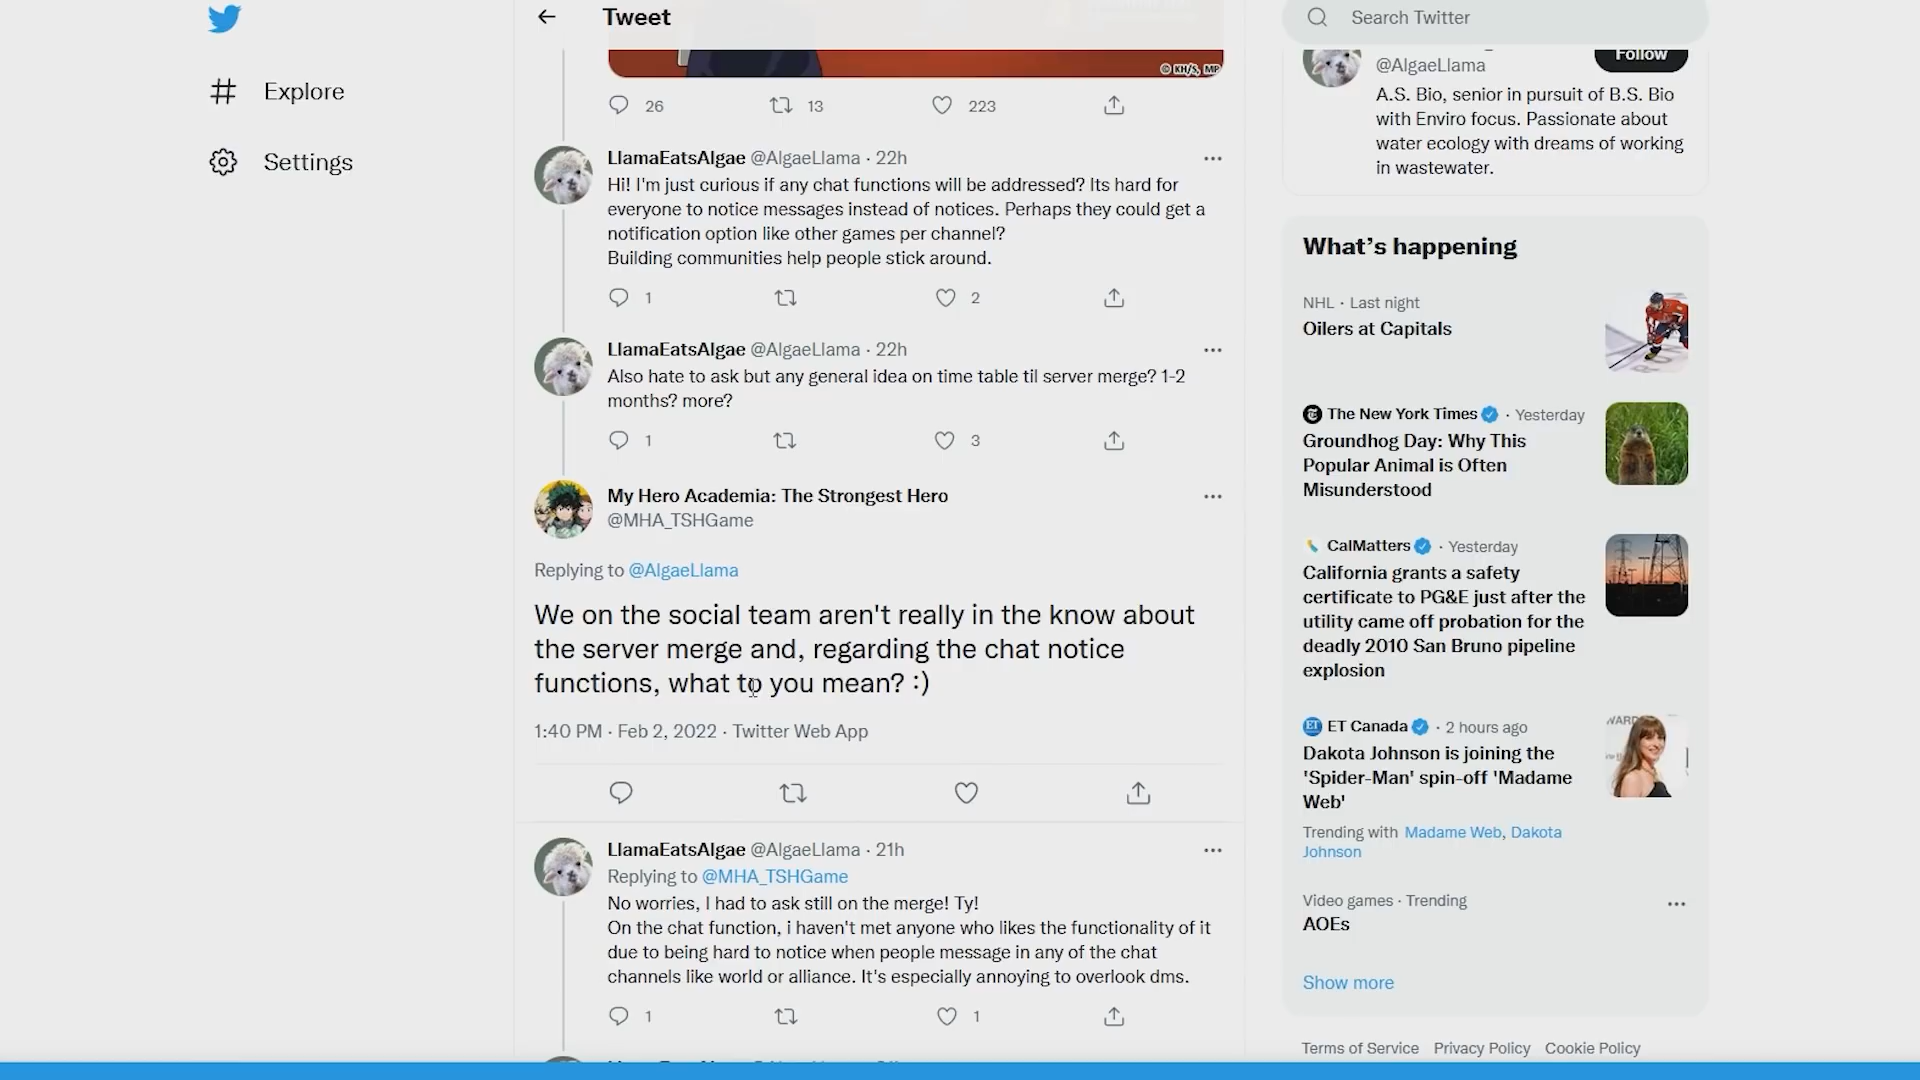 Tweet
© KH/S, MP
26 13 223
LlamaEatsAlgae @AlgaeLlama · 22h
Hi! I'm just curious if any chat functions will be addressed? Its hard for
everyone to notice messages instead of notices. Perhaps they could get a
notification option like other games per channel?
Building communities help people stick around.
1 2
LlamaEatsAlgae @AlgaeLlama · 22h
Also hate to ask but any general idea on time table til server merge? 1-2
months? more?
1 3
My Hero Academia: The Strongest Hero
@MHA_TSHGame
Replying to @AlgaeLlama
We on the social team aren't really in the know about
the server merge and, regarding the chat notice
functions, what to you mean? :)
1:40 PM · Feb 2, 2022 · Twitter Web App
LlamaEatsAlgae @AlgaeLlama · 21h
Replying to @MHA_TSHGame
No worries, I had to ask still on the merge! Ty!
On the chat function, i haven't met anyone who likes the functionality of it
due to being hard to notice when people message in any of the chat
channels like world or alliance. It's especially annoying to overlook dms.
1 1
Explore
Settings
Search Twitter
@AlgaeLlama
Follow
A.S. Bio, senior in pursuit of B.S. Bio
with Enviro focus. Passionate about
water ecology with dreams of working
in wastewater.
What's happening
NHL · Last night
Oilers at Capitals
The New York Times · Yesterday
Groundhog Day: Why This
Popular Animal is Often
Misunderstood
CalMatters · Yesterday
California grants a safety
certificate to PG&E just after the
utility came off probation for the
deadly 2010 San Bruno pipeline
explosion
ET Canada · 2 hours ago
Dakota Johnson is joining the
'Spider-Man' spin-off 'Madame
Web'
Trending with Madame Web, Dakota
Johnson
Video games · Trending
AOEs
Show more
Terms of Service Privacy Policy Cookie Policy